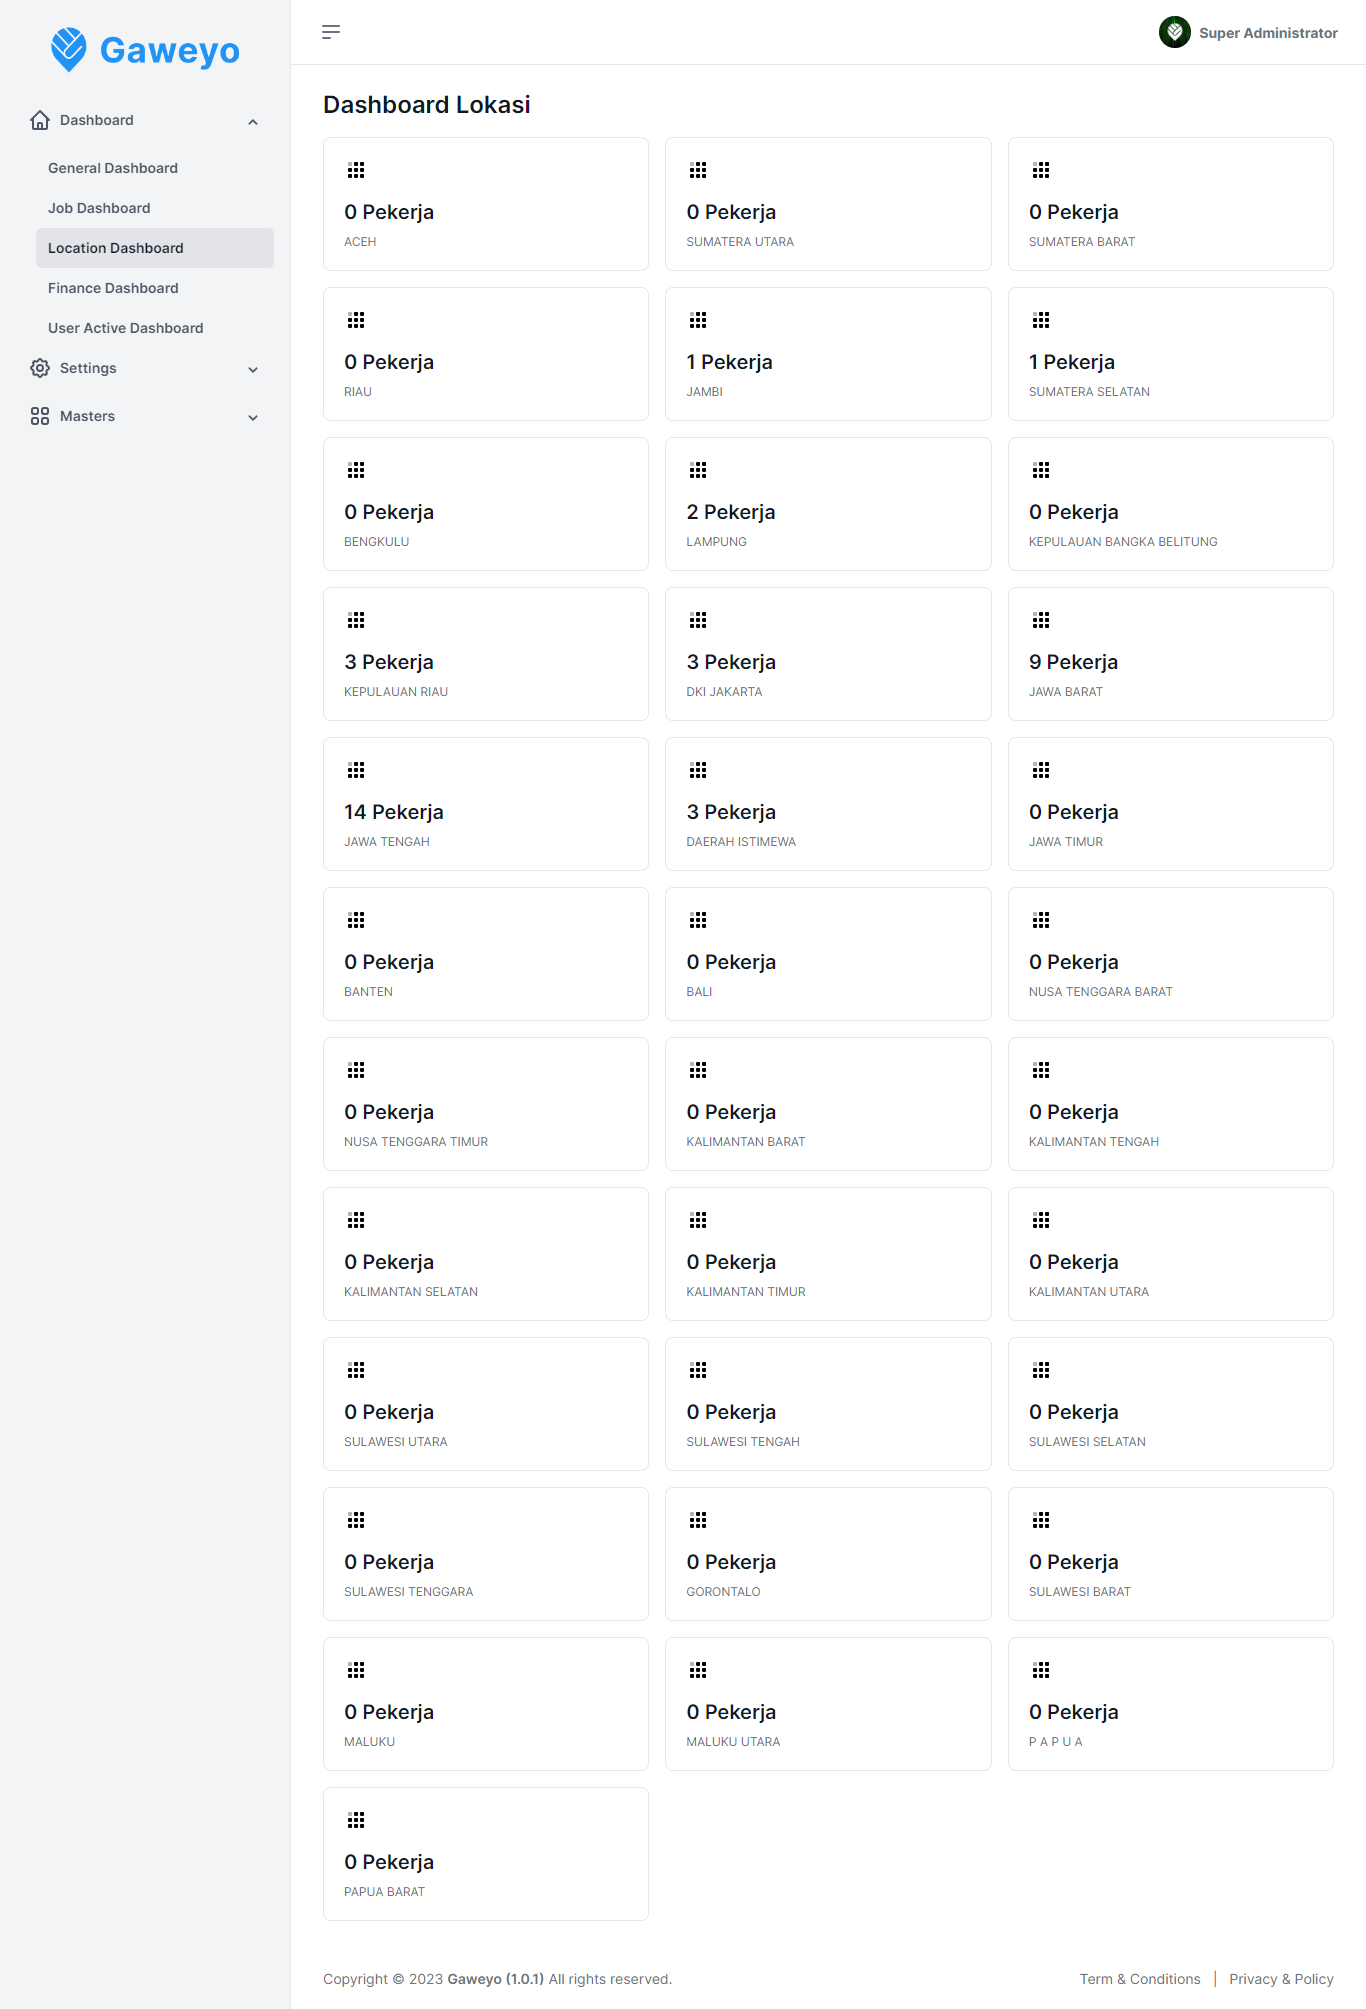 Gaweyo
Super Administrator
Dashboard
General Dashboard
Job Dashboard
Location Dashboard
Finance Dashboard
User Active Dashboard
Settings
Masters
Dashboard Lokasi
0 Pekerja
ACEH
0 Pekerja
SUMATERA UTARA
0 Pekerja
SUMATERA BARAT
0 Pekerja
RIAU
1 Pekerja
JAMBI
1 Pekerja
SUMATERA SELATAN
0 Pekerja
BENGKULU
2 Pekerja
LAMPUNG
0 Pekerja
KEPULAUAN BANGKA BELITUNG
3 Pekerja
KEPULAUAN RIAU
3 Pekerja
DKI JAKARTA
9 Pekerja
JAWA BARAT
14 Pekerja
JAWA TENGAH
3 Pekerja
DAERAH ISTIMEWA
0 Pekerja
JAWA TIMUR
0 Pekerja
BANTEN
0 Pekerja
BALI
0 Pekerja
NUSA TENGGARA BARAT
0 Pekerja
NUSA TENGGARA TIMUR
0 Pekerja
KALIMANTAN BARAT
0 Pekerja
KALIMANTAN TENGAH
0 Pekerja
KALIMANTAN SELATAN
0 Pekerja
KALIMANTAN TIMUR
0 Pekerja
KALIMANTAN UTARA
0 Pekerja
SULAWESI UTARA
0 Pekerja
SULAWESI TENGAH
0 Pekerja
SULAWESI SELATAN
0 Pekerja
SULAWESI TENGGARA
0 Pekerja
GORONTALO
0 Pekerja
SULAWESI BARAT
0 Pekerja
MALUKU
0 Pekerja
MALUKU UTARA
0 Pekerja
P A P U A
0 Pekerja
PAPUA BARAT
Copyright © 2023 Gaweyo (1.0.1) All rights reserved.
Term & Conditions | Privacy & Policy